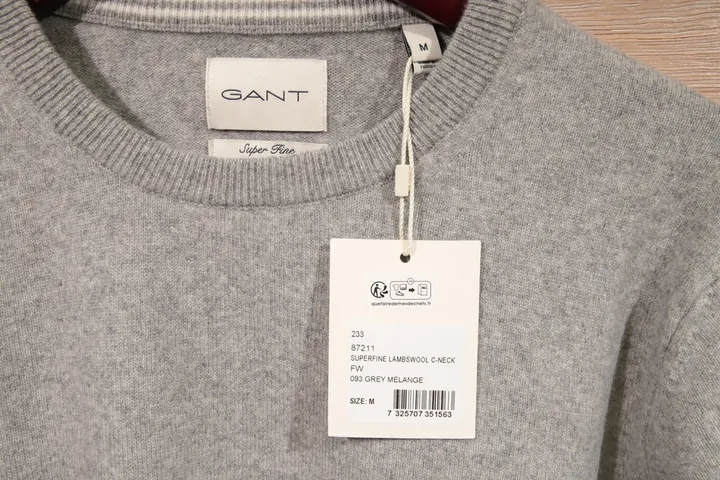 M
GANT
Super Fine
quefairedemesdechets.fr
233
87211
SUPERFINE LAMBSWOOL C-NECK
FW
093 GREY MELANGE
SIZE: M
7 325707 351563